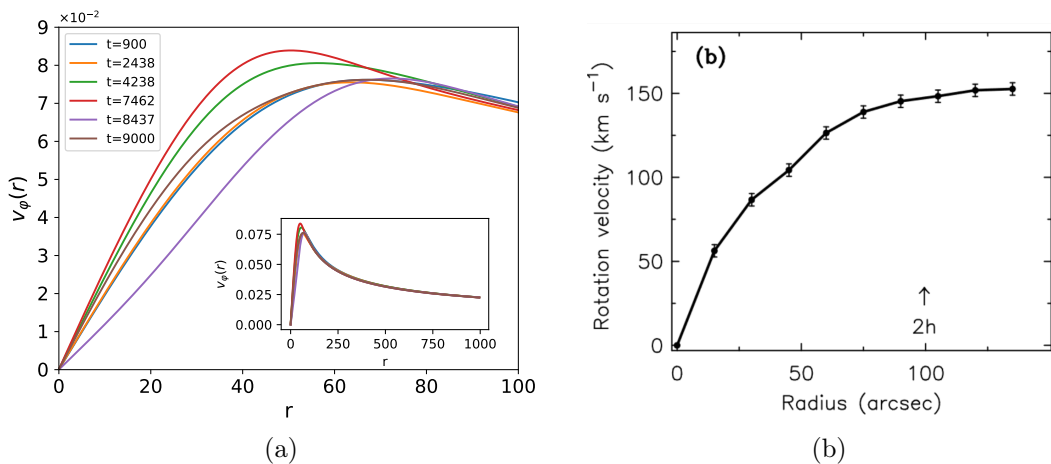 ×10⁻²
9
8
7
6
5
4
3
2
1
0
vφ(r)
t=900
t=2438
t=4238
t=7462
t=8437
t=9000
0.075
0.050
0.025
0.000
vφ(r)
0 250 500 750 1000
r
0 20 40 60 80 100
r
(a)
(b)
150
100
50
0
Rotation velocity (km s⁻¹)
↑
2h
0 50 100
Radius (arcsec)
(b)